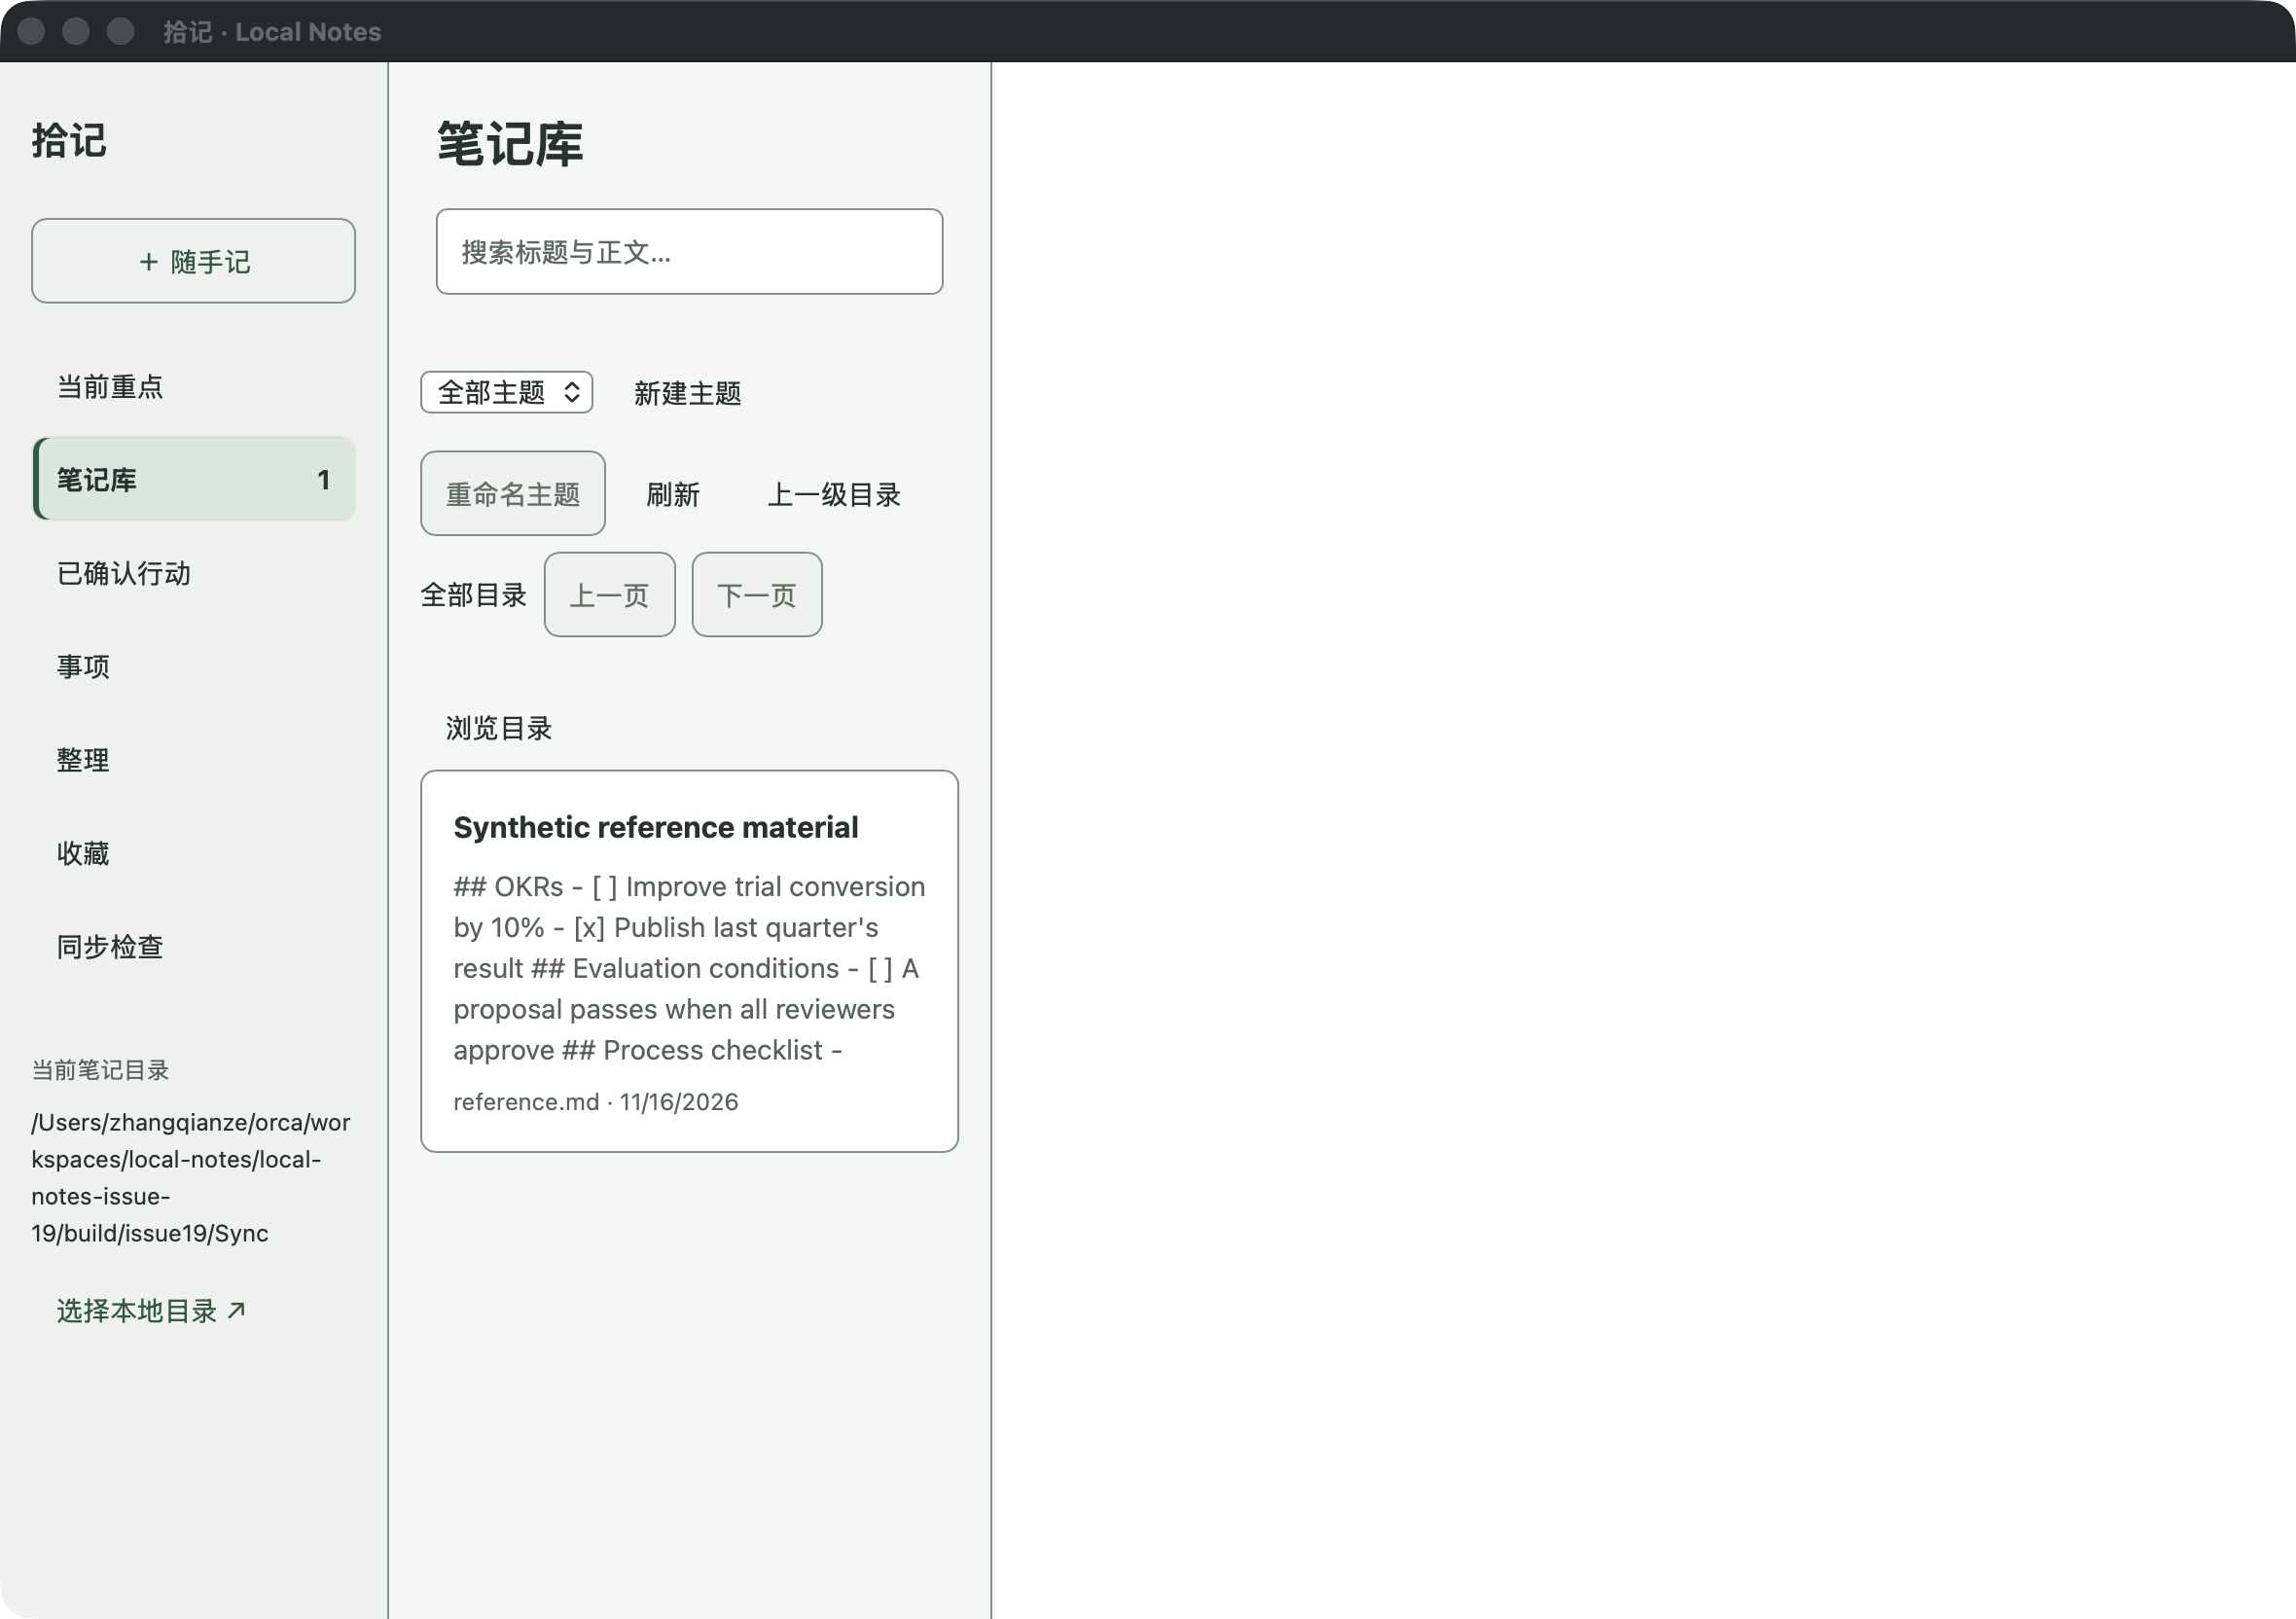 拾记 · Local Notes
拾记
+ 随手记
当前重点
笔记库 1
已确认行动
事项
整理
收藏
同步检查
当前笔记目录
/Users/zhangqianze/orca/wor
kspaces/local-notes/local-
notes-issue-
19/build/issue19/Sync
选择本地目录 ↗
笔记库
搜索标题与正文...
全部主题 新建主题
重命名主题 刷新 上一级目录
全部目录 上一页 下一页
浏览目录
Synthetic reference material
## OKRs - [ ] Improve trial conversion
by 10% - [x] Publish last quarter's
result ## Evaluation conditions - [ ] A
proposal passes when all reviewers
approve ## Process checklist -
reference.md · 11/16/2026